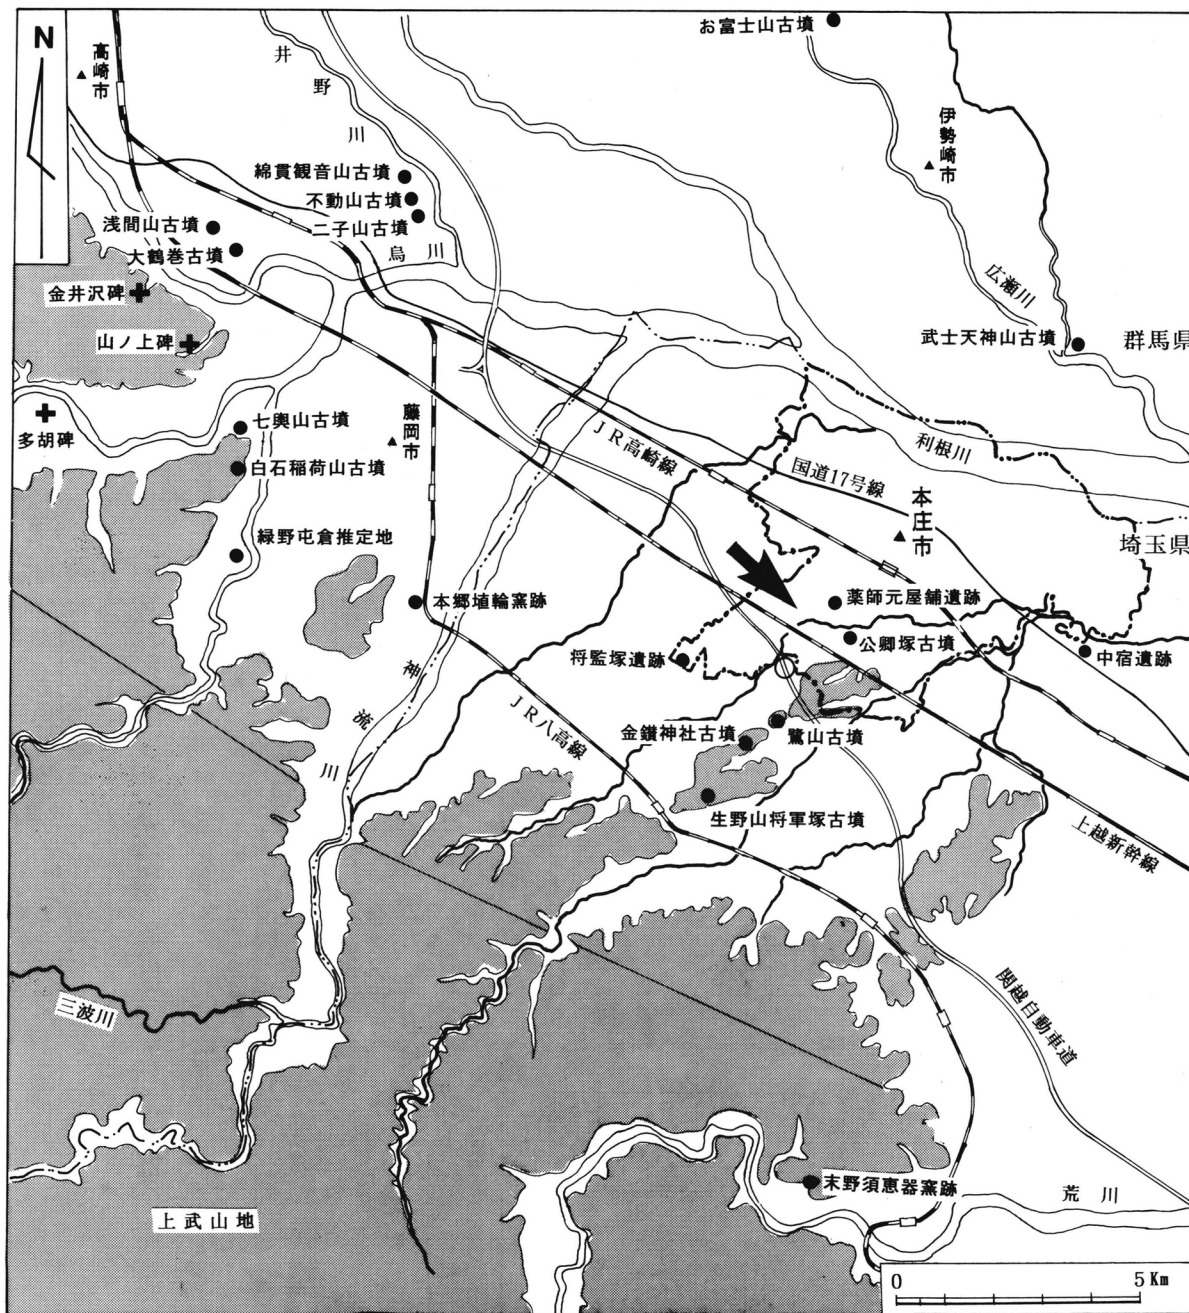 N
高崎市
井野川
お富士山古墳
伊勢崎市
綿貫観音山古墳
不動山古墳
二子山古墳
浅間山古墳
大鶴巻古墳
烏川
金井沢碑
山ノ上碑
広瀬川
武士天神山古墳
群馬県
多胡碑
七輿山古墳
藤岡市
白石稲荷山古墳
JR高崎線
国道17号線
利根川
本庄市
埼玉県
緑野屯倉推定地
本郷埴輪窯跡
薬師元屋舗遺跡
公卿塚古墳
中宿遺跡
将監塚遺跡
神流川
JR八高線
金鑚神社古墳
鷺山古墳
生野山将軍塚古墳
上越新幹線
関越自動車道
三波川
末野須恵器窯跡
荒川
上武山地
0
5Km